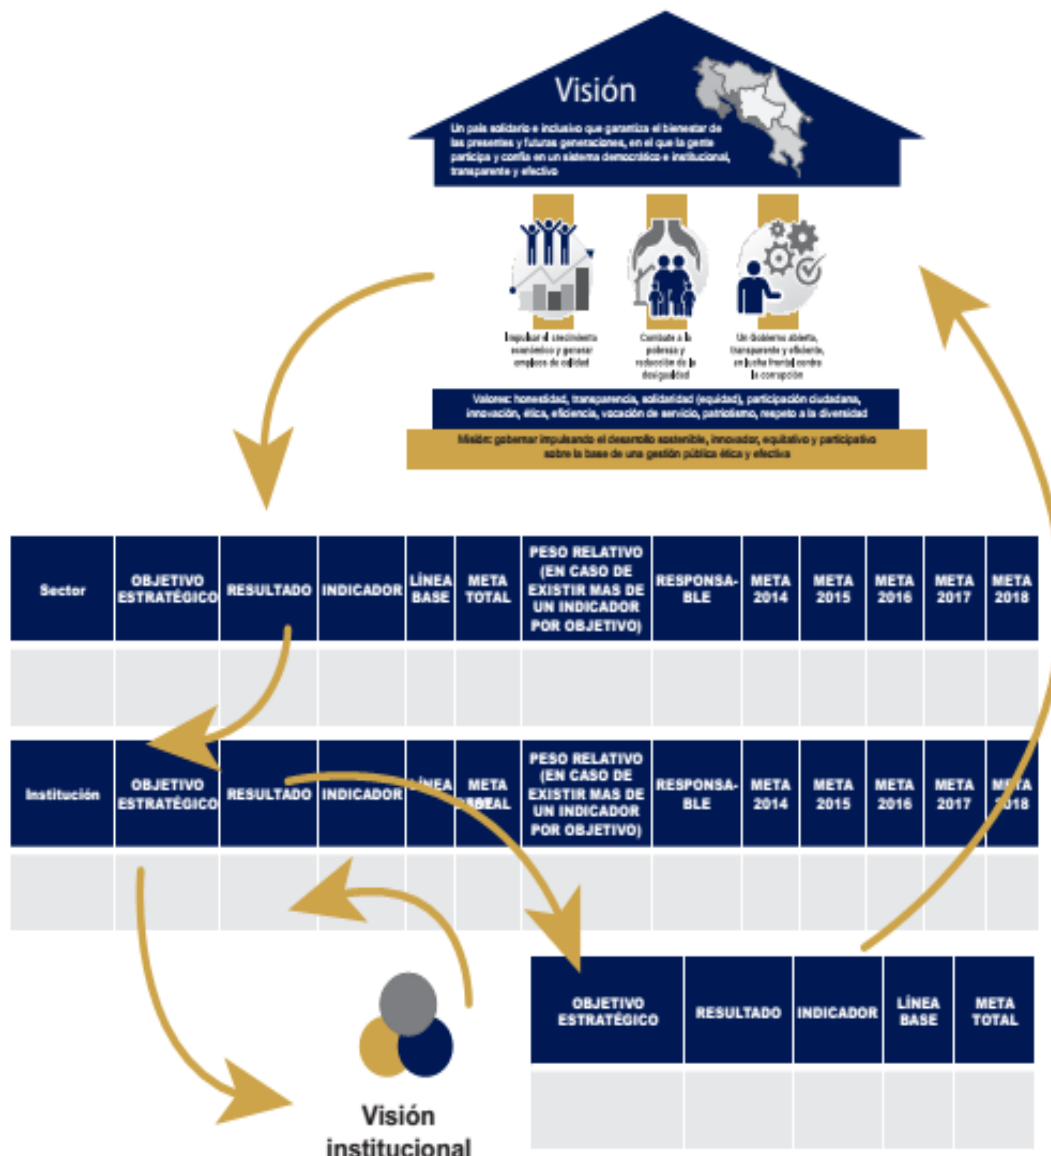 Visión
Un país solidario e inclusivo que garantiza el bienestar de
las presentes y futuras generaciones, en el que la gente
participa y confía en un sistema democrático e institucional,
transparente y efectivo
Impulsar el crecimiento
económico y generar
empleos de calidad
Combate a la
pobreza y
reducción de la
desigualdad
Un Gobierno abierto,
transparente y eficiente,
en lucha frontal contra
la corrupción
Valores: honestidad, transparencia, solidaridad (equidad), participación ciudadana,
innovación, ética, eficiencia, vocación de servicio, patriotismo, respeto a la diversidad
Misión: gobernar impulsando el desarrollo sostenible, innovador, equitativo y participativo
sobre la base de una gestión pública ética y efectiva
Sector
OBJETIVO
ESTRATÉGICO
RESULTADO
INDICADOR
LÍNEA
BASE
META
TOTAL
PESO RELATIVO
(EN CASO DE
EXISTIR MAS DE
UN INDICADOR
POR OBJETIVO)
RESPONSA-
BLE
META
2014
META
2015
META
2016
META
2017
META
2018
Institución
OBJETIVO
ESTRATÉGICO
RESULTADO
INDICADOR
LÍNEA
META
TOTAL
PESO RELATIVO
(EN CASO DE
EXISTIR MAS DE
UN INDICADOR
POR OBJETIVO)
RESPONSA-
BLE
META
2014
META
2015
META
2016
META
2017
META
2018
OBJETIVO
ESTRATÉGICO
RESULTADO
INDICADOR
LÍNEA
BASE
META
TOTAL
Visión
institucional